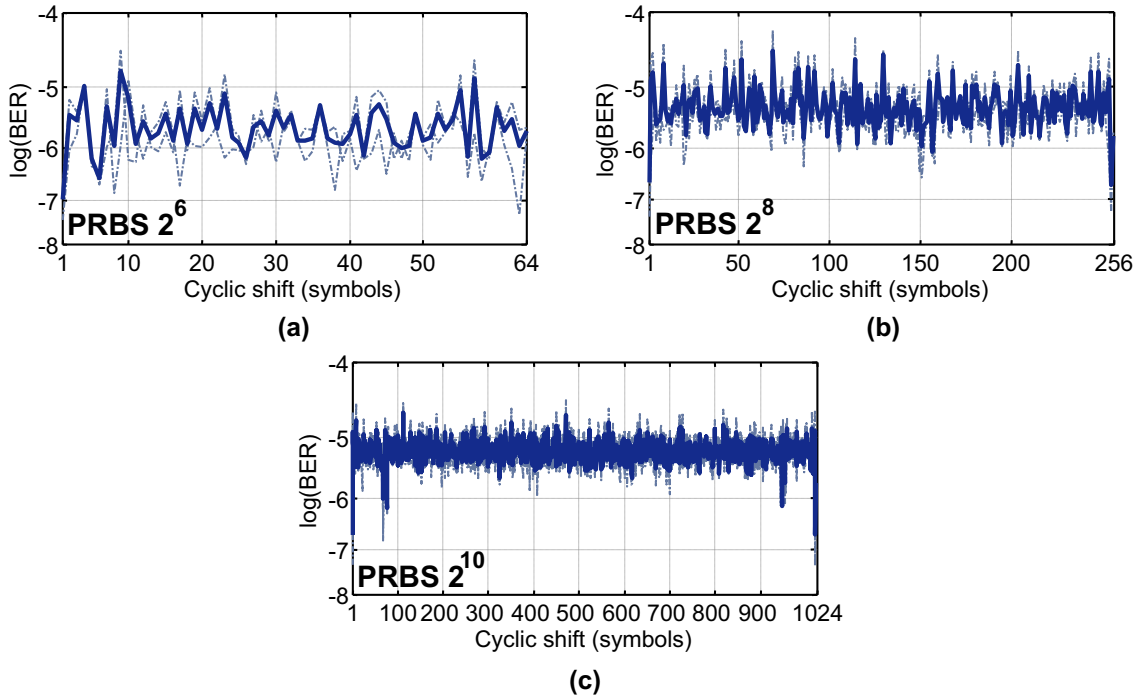 -4
-5
-6
-7
-8
log(BER)
PRBS 2^6
1 10 20 30 40 50 64
Cyclic shift (symbols)
(a)
-4
-5
-6
-7
-8
log(BER)
PRBS 2^8
1 50 100 150 200 256
Cyclic shift (symbols)
(b)
-4
-5
-6
-7
-8
log(BER)
PRBS 2^10
1 100 200 300 400 500 600 700 800 900 1024
Cyclic shift (symbols)
(c)